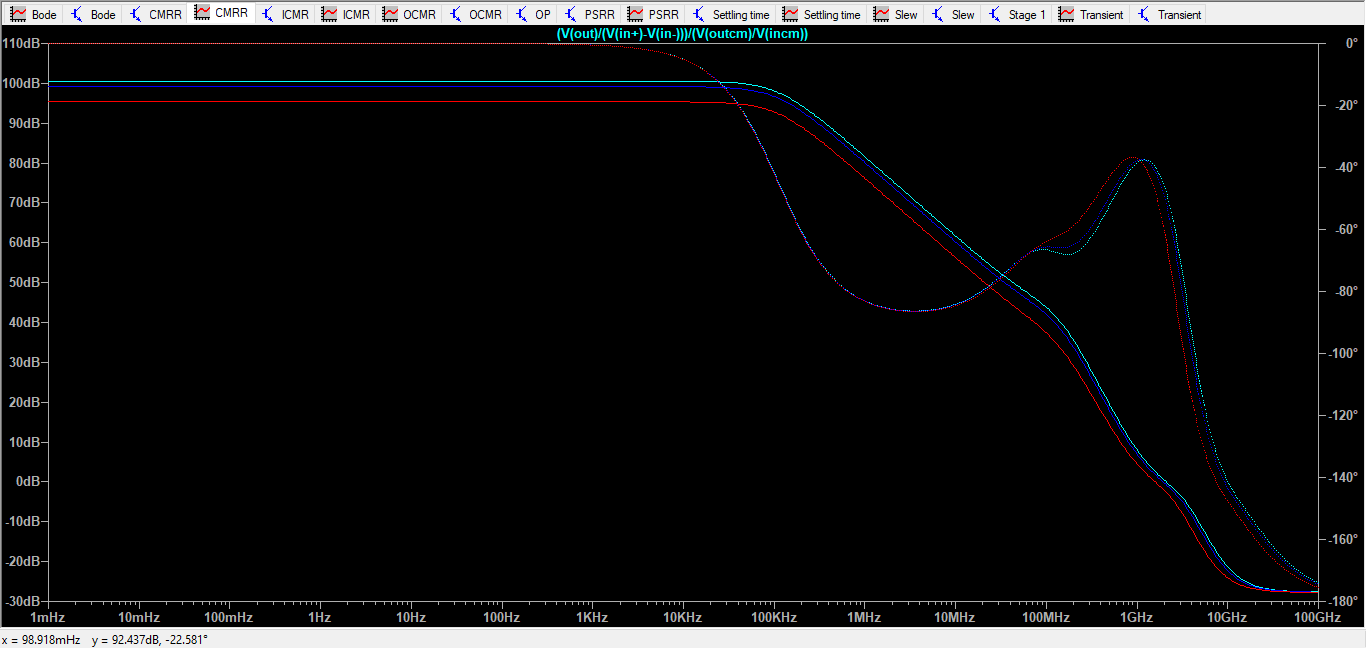 Bode Bode CMRR CMRR ICMR ICMR OCMR OCMR OP PSRR PSRR Settling time Settling time Slew Slew Stage 1 Transient Transient
(V(out)/(V(in+)-V(in-)))/(V(outcm)/V(incm))
110dB 0°
100dB
-20°
90dB
80dB
-40°
70dB
60dB
-60°
50dB
-80°
40dB
-100°
30dB
20dB
-120°
10dB
0dB
-140°
-10dB
-160°
-20dB
-30dB -180°
1mHz 10mHz 100mHz 1Hz 10Hz 100Hz 1KHz 10KHz 100KHz 1MHz 10MHz 100MHz 1GHz 10GHz 100GHz
x = 98.918mHz y = 92.437dB, -22.581°